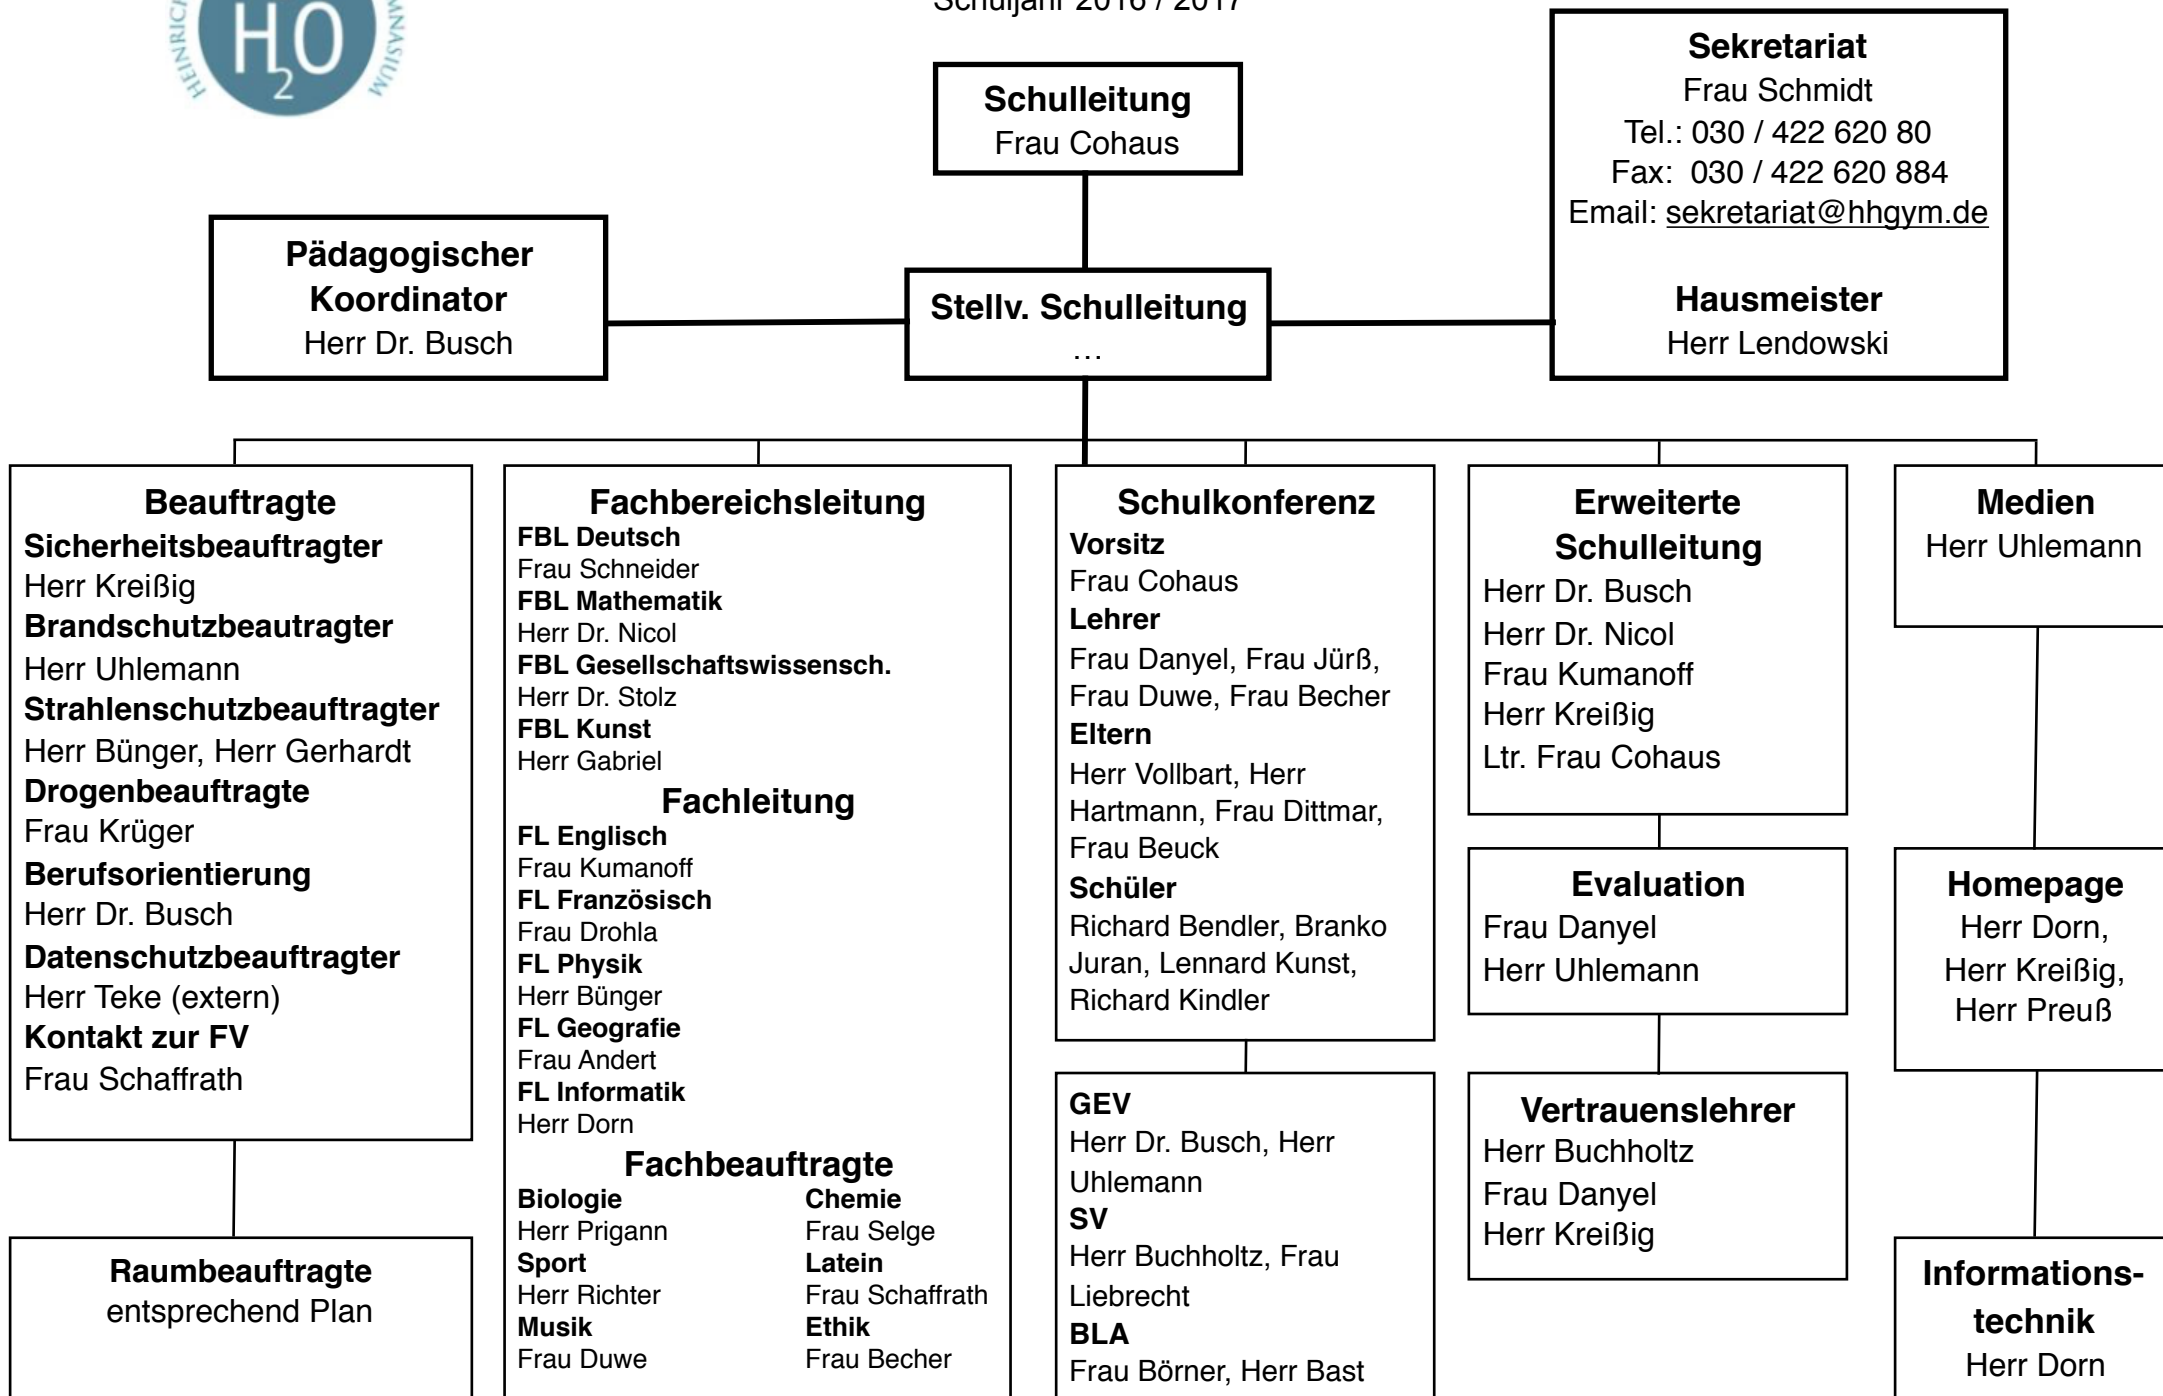 HEINRICH
MNASIUM
H2O
Schuljahr 2016 / 2017
Schulleitung
Frau Cohaus
Sekretariat
Frau Schmidt
Tel.: 030 / 422 620 80
Fax: 030 / 422 620 884
Email: sekretariat@hhgym.de
Hausmeister
Herr Lendowski
Pädagogischer
Koordinator
Herr Dr. Busch
Stellv. Schulleitung
...
Beauftragte
Sicherheitsbeauftragter
Herr Kreißig
Brandschutzbeautragter
Herr Uhlemann
Strahlenschutzbeauftragter
Herr Bünger, Herr Gerhardt
Drogenbeauftragte
Frau Krüger
Berufsorientierung
Herr Dr. Busch
Datenschutzbeauftragter
Herr Teke (extern)
Kontakt zur FV
Frau Schaffrath
Raumbeauftragte
entsprechend Plan
Fachbereichsleitung
FBL Deutsch
Frau Schneider
FBL Mathematik
Herr Dr. Nicol
FBL Gesellschaftswissensch.
Herr Dr. Stolz
FBL Kunst
Herr Gabriel
Fachleitung
FL Englisch
Frau Kumanoff
FL Französisch
Frau Drohla
FL Physik
Herr Bünger
FL Geografie
Frau Andert
FL Informatik
Herr Dorn
Fachbeauftragte
Biologie Chemie
Herr Prigann Frau Selge
Sport Latein
Herr Richter Frau Schaffrath
Musik Ethik
Frau Duwe Frau Becher
Schulkonferenz
Vorsitz
Frau Cohaus
Lehrer
Frau Danyel, Frau Jürß,
Frau Duwe, Frau Becher
Eltern
Herr Vollbart, Herr
Hartmann, Frau Dittmar,
Frau Beuck
Schüler
Richard Bendler, Branko
Juran, Lennard Kunst,
Richard Kindler
GEV
Herr Dr. Busch, Herr
Uhlemann
SV
Herr Buchholtz, Frau
Liebrecht
BLA
Frau Börner, Herr Bast
Erweiterte
Schulleitung
Herr Dr. Busch
Herr Dr. Nicol
Frau Kumanoff
Herr Kreißig
Ltr. Frau Cohaus
Evaluation
Frau Danyel
Herr Uhlemann
Vertrauenslehrer
Herr Buchholtz
Frau Danyel
Herr Kreißig
Medien
Herr Uhlemann
Homepage
Herr Dorn,
Herr Kreißig,
Herr Preuß
Informations-
technik
Herr Dorn